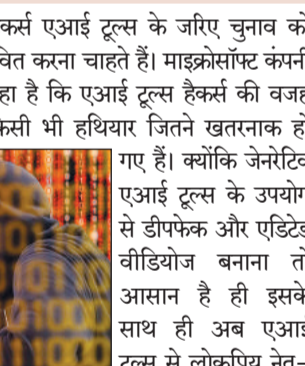 कर्स एआई टूल्स के जरिए चुनाव को
वित करना चाहते हैं। माइक्रोसॉफ्ट कंपनी
हा है कि एआई टूल्स हैकर्स की वजह
केसी भी हथियार जितने खतरनाक हो
गए हैं। क्योंकि जेनरेटिव
एआई टूल्स के उपयोग
से डीपफेक और एडिटेड
वीडियोज बनाना तो
आसान है ही इसके
साथ ही अब एआई
टूल्स से लोकप्रिय नेत-